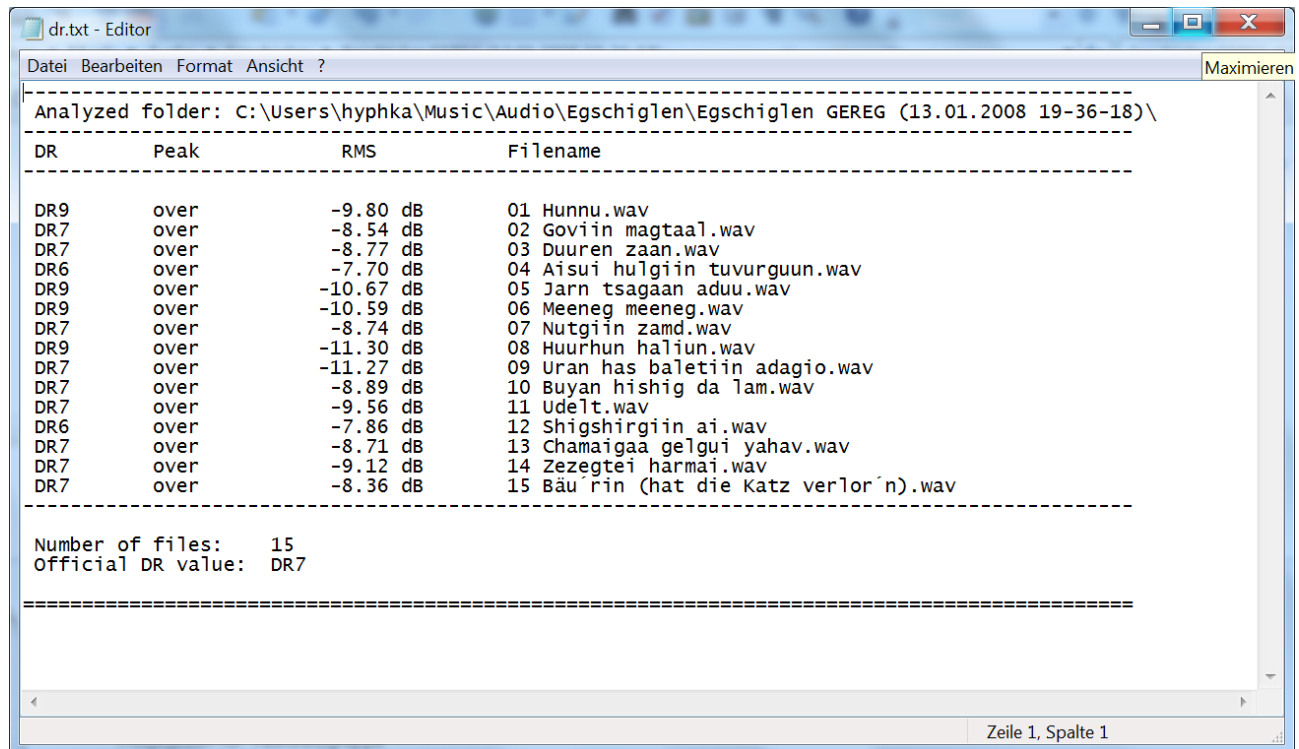 dr.txt - Editor
Datei Bearbeiten Format Ansicht ?
Maximieren
--------------------------------------------------------------------------------------------
Analyzed folder: C:\Users\hyphka\Music\Audio\Egschiglen\Egschiglen GEREG (13.01.2008 19-36-18)\
--------------------------------------------------------------------------------------------
DR Peak RMS Filename
--------------------------------------------------------------------------------------------
DR9 over -9.80 dB 01 Hunnu.wav
DR7 over -8.54 dB 02 Goviin magtaal.wav
DR7 over -8.77 dB 03 Duuren zaan.wav
DR6 over -7.70 dB 04 Aisui hulgiin tuvurguun.wav
DR9 over -10.67 dB 05 Jarn tsagaan aduu.wav
DR9 over -10.59 dB 06 Meeneg meeneg.wav
DR7 over -8.74 dB 07 Nutgiin zamd.wav
DR9 over -11.30 dB 08 Huurhun haliun.wav
DR7 over -11.27 dB 09 Uran has baletiin adagio.wav
DR7 over -8.89 dB 10 Buyan hishig da lam.wav
DR7 over -9.56 dB 11 Udelt.wav
DR6 over -7.86 dB 12 Shigshirgiin ai.wav
DR7 over -8.71 dB 13 Chamaigaa gelgui yahav.wav
DR7 over -9.12 dB 14 Zezegtei harmai.wav
DR7 over -8.36 dB 15 Bäu´rin (hat die Katz verlor´n).wav
--------------------------------------------------------------------------------------------
Number of files: 15
Official DR value: DR7
============================================================================================
Zeile 1, Spalte 1